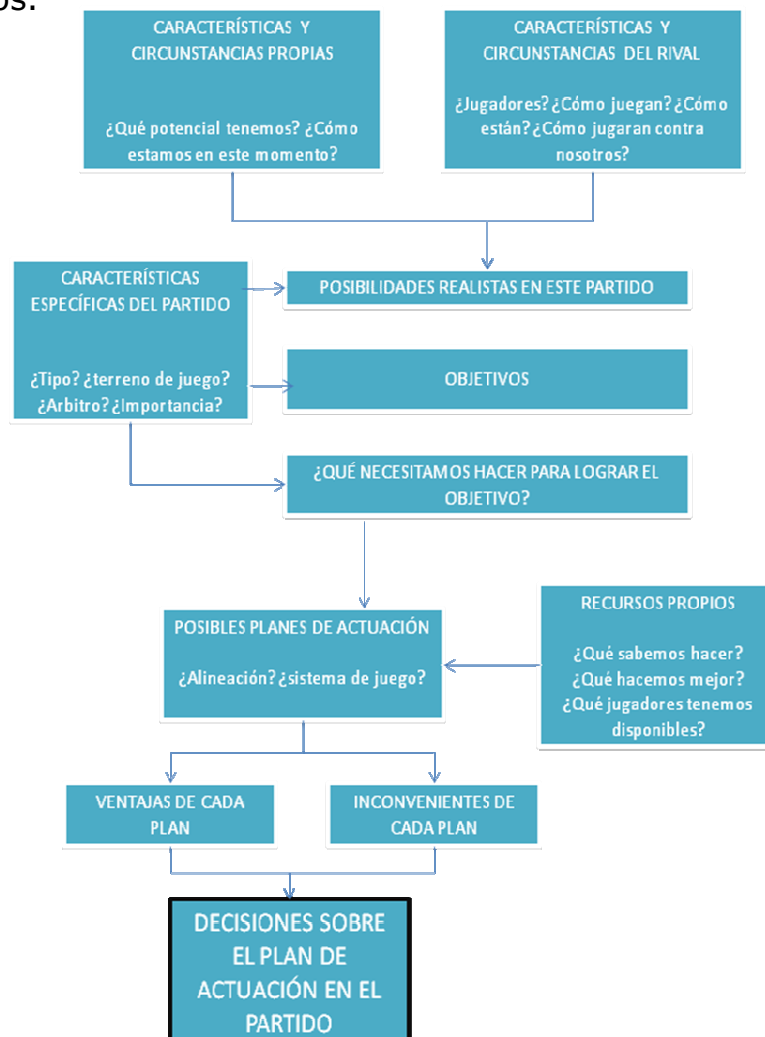 os.
CARACTERÍSTICAS Y
CIRCUNSTANCIAS PROPIAS
¿Qué potencial tenemos? ¿Cómo
estamos en este momento?
CARACTERÍSTICAS Y
CIRCUNSTANCIAS DEL RIVAL
¿Jugadores? ¿Cómo juegan? ¿Cómo
están? ¿Cómo jugaran contra
nosotros?
CARACTERÍSTICAS
ESPECÍFICAS DEL PARTIDO
¿Tipo? ¿terreno de juego?
¿Arbitro? ¿Importancia?
POSIBILIDADES REALISTAS EN ESTE PARTIDO
OBJETIVOS
¿QUÉ NECESITAMOS HACER PARA LOGRAR EL
OBJETIVO?
POSIBLES PLANES DE ACTUACIÓN
¿Alineación? ¿sistema de juego?
RECURSOS PROPIOS
¿Qué sabemos hacer?
¿Qué hacemos mejor?
¿Qué jugadores tenemos
disponibles?
VENTAJAS DE CADA
PLAN
INCONVENIENTES DE
CADA PLAN
DECISIONES SOBRE
EL PLAN DE
ACTUACIÓN EN EL
PARTIDO